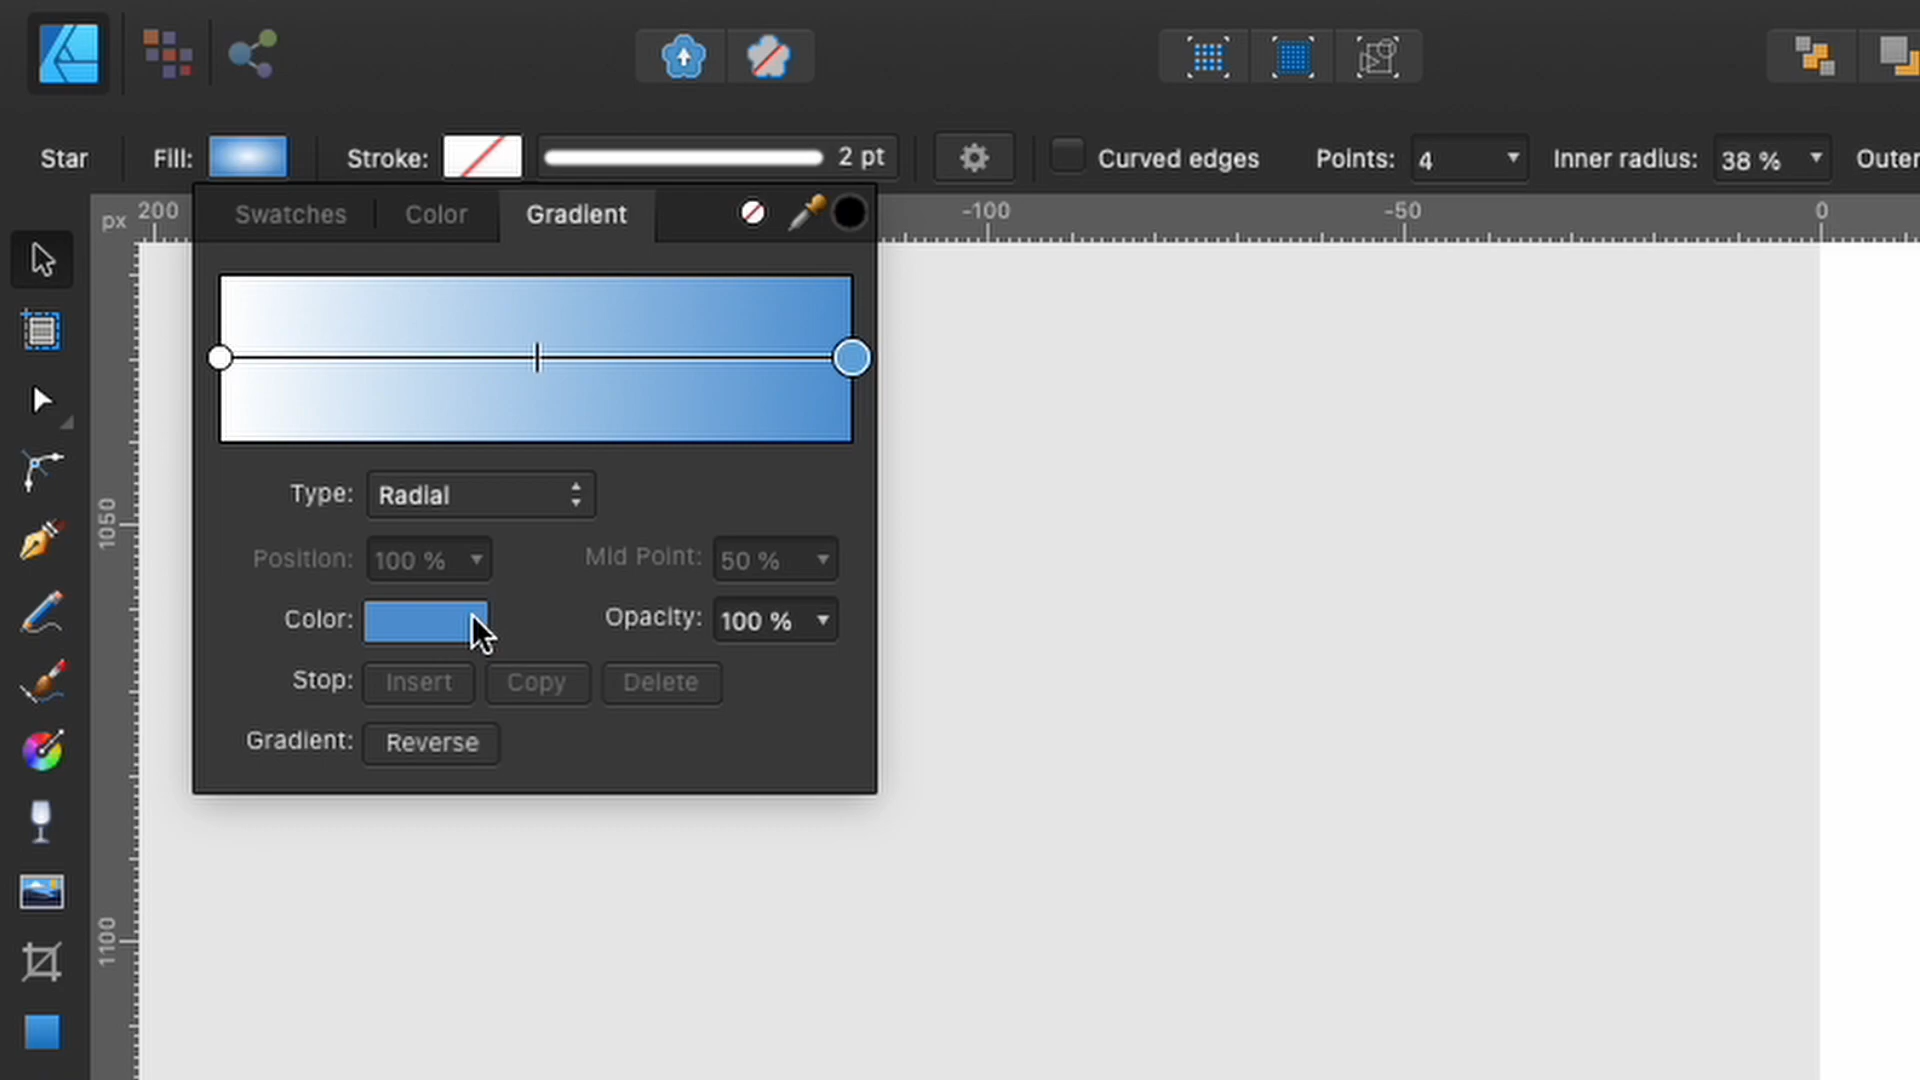 Star Fill: Stroke: 2 pt Curved edges Points: 4 Inner radius: 38 % Outer
px 200 -100 -50 0
Swatches Color Gradient
Type: Radial
Position: 100 % Mid Point: 50 %
Color: Opacity: 100 %
Stop: Insert Copy Delete
Gradient: Reverse
1050
1100